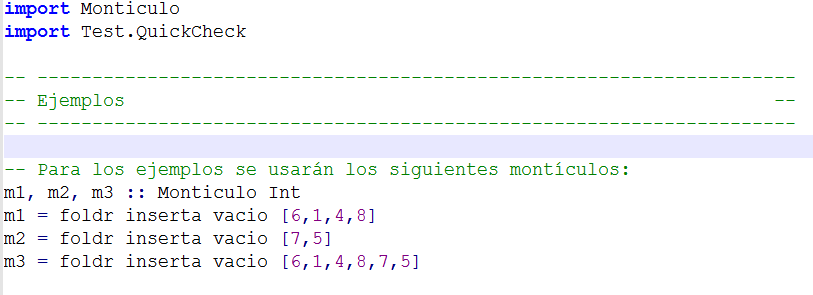 import Monticulo
import Test.QuickCheck
-- ---------------------------------------------------------------------
-- Ejemplos                                                           --
-- ---------------------------------------------------------------------
-- Para los ejemplos se usarán los siguientes montículos:
m1, m2, m3 :: Monticulo Int
m1 = foldr inserta vacio [6,1,4,8]
m2 = foldr inserta vacio [7,5]
m3 = foldr inserta vacio [6,1,4,8,7,5]